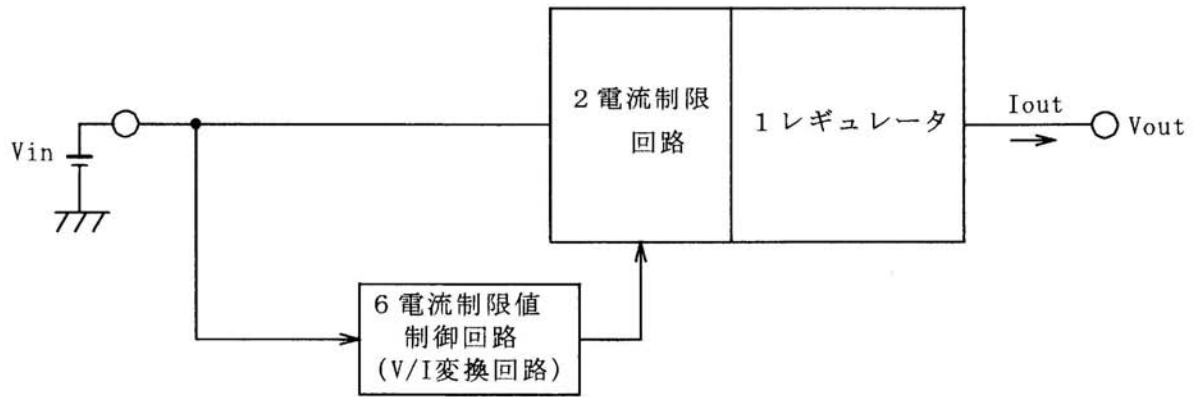 Vin
2電流制限
回路
1レギュレータ
Iout
Vout
6電流制限値
制御回路
(V/I変換回路)